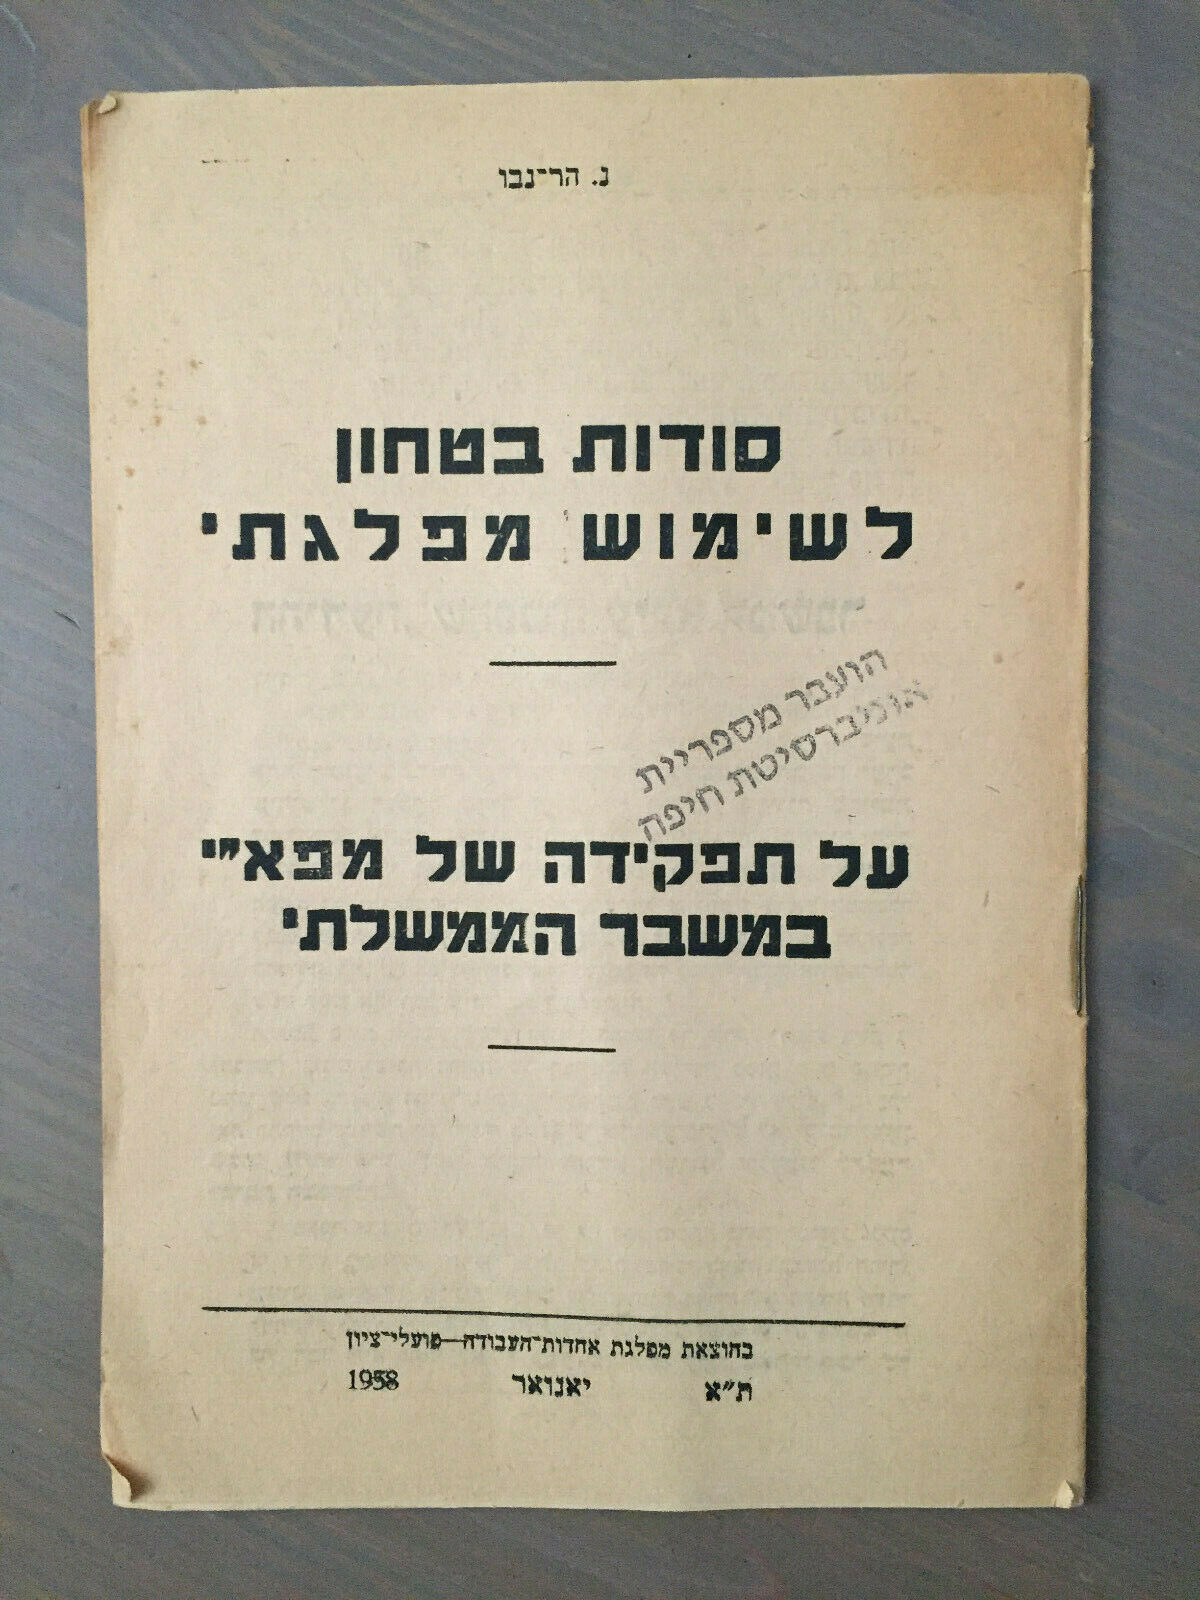 נ. הר־נבו
סודות בטחון
לשימוש מפלגתי
הועבר מספריית
אוניברסיטת חיפה
על תפקידה של מפא"י
במשבר הממשלתי
בהוצאת מפלגת אחדות־העבודה—פועלי־ציון
ת"א יאנואר 1958